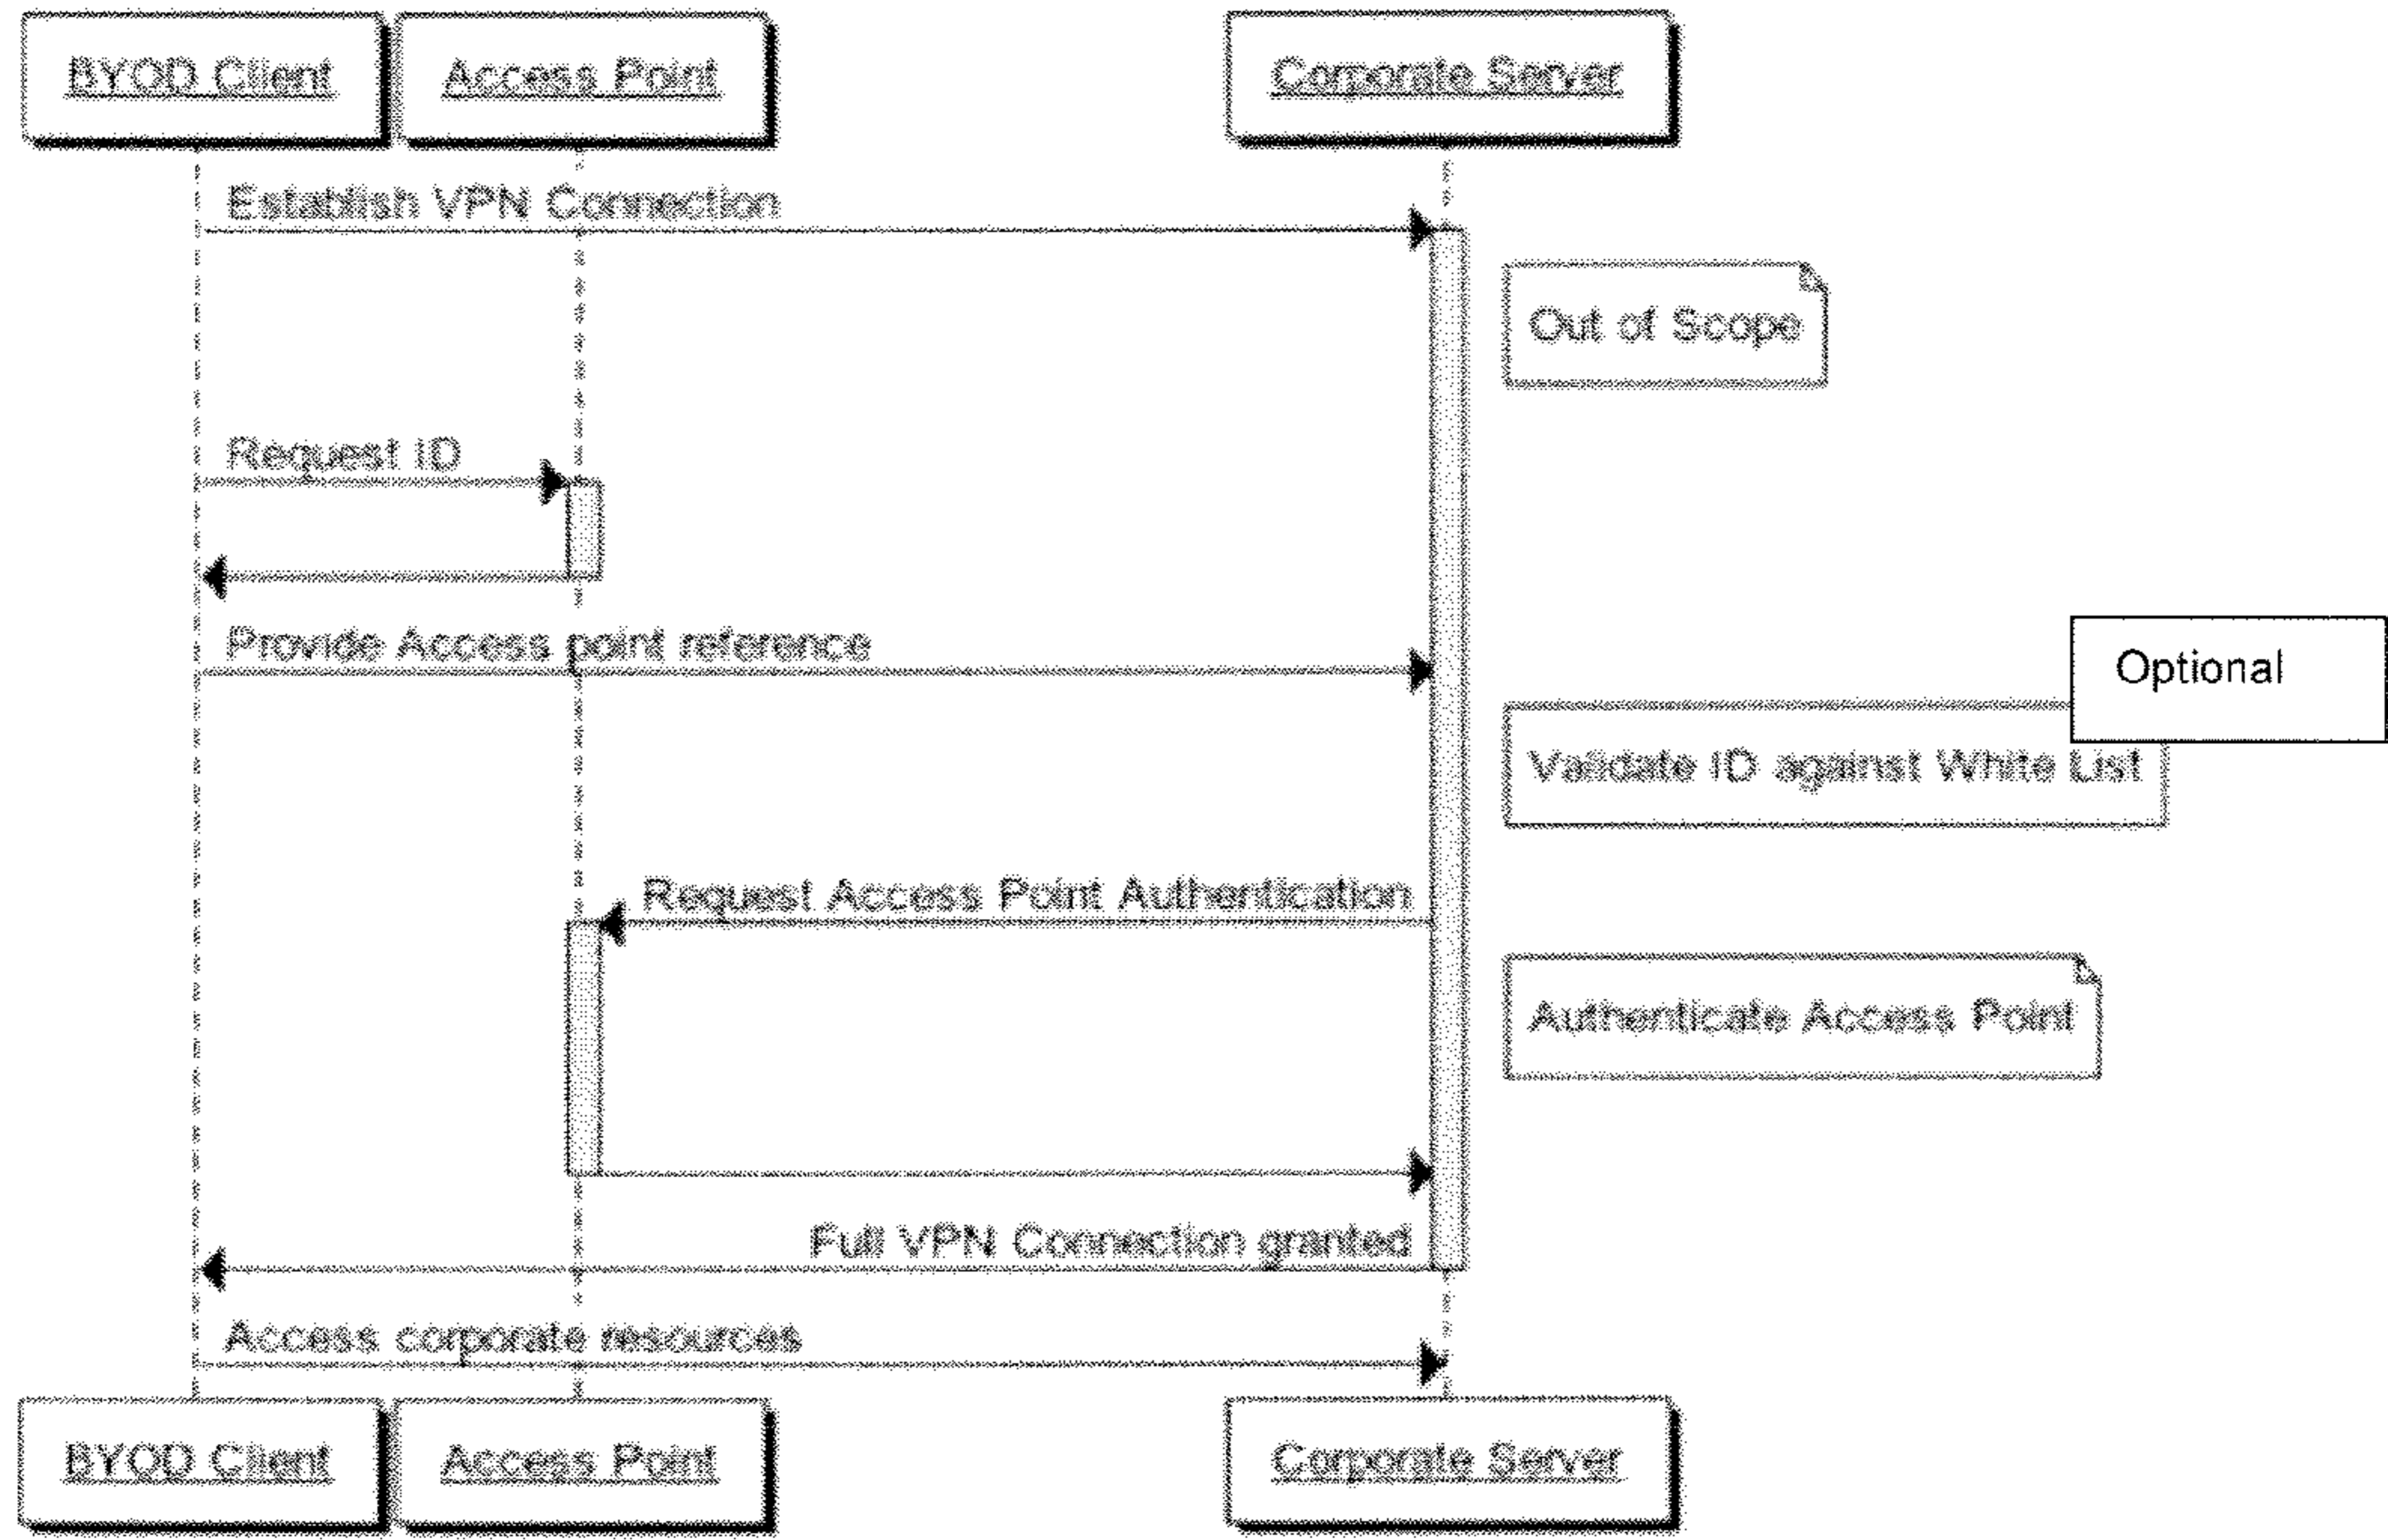 BYOD Client
Access Point
Corporate Server
Establish VPN Connection
Out of Scope
Request ID
Provide Access point reference
Optional
Validate ID against White List
Request Access Point Authentication
Authenticate Access Point
Full VPN Connection granted
Access corporate resources
BYOD Client
Access Point
Corporate Server